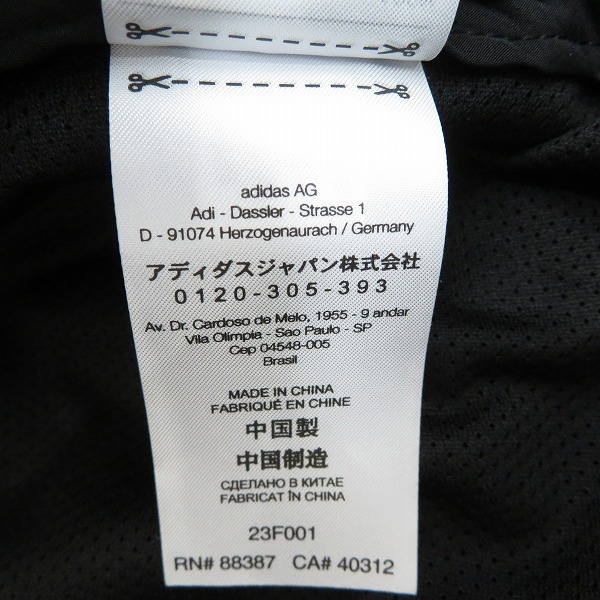 adidas AG
Adi - Dassler - Strasse 1
D - 91074 Herzogenaurach / Germany
アディダスジャパン株式会社
0120-305-393
Av. Dr. Cardoso de Melo, 1955 - 9 andar
Vila Olimpia - Sao Paulo - SP
Cep 04548-005
Brasil
MADE IN CHINA
FABRIQUÉ EN CHINE
中国製
中国制造
СДЕЛАНО В КИТАЕ
FABRICAT ÎN CHINA
23F001
RN# 88387 CA# 40312